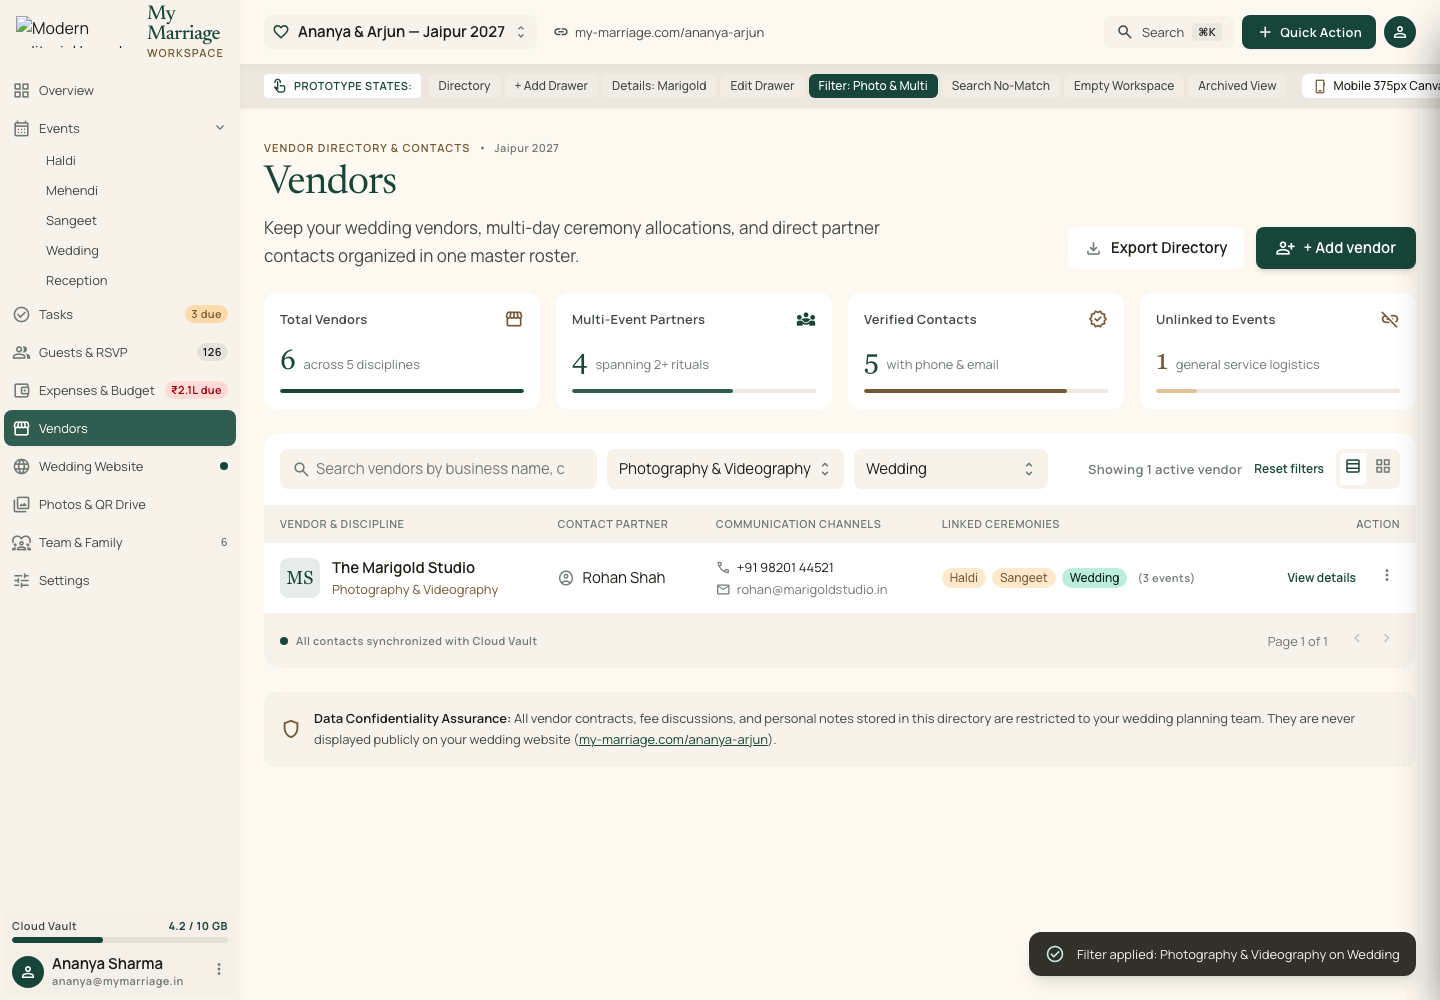 Modern
My
Marriage
WORKSPACE
Overview
Events
Haldi
Mehendi
Sangeet
Wedding
Reception
Tasks
3 due
Guests & RSVP
126
Expenses & Budget
₹2.1L due
Vendors
Wedding Website
Photos & QR Drive
Team & Family
6
Settings
Cloud Vault
4.2 / 10 GB
Ananya Sharma
ananya@mymarriage.in
Ananya & Arjun — Jaipur 2027
my-marriage.com/ananya-arjun
Search
⌘K
Quick Action
PROTOTYPE STATES:
Directory
+ Add Drawer
Details: Marigold
Edit Drawer
Filter: Photo & Multi
Search No-Match
Empty Workspace
Archived View
Mobile 375px Canva
VENDOR DIRECTORY & CONTACTS • Jaipur 2027
Vendors
Keep your wedding vendors, multi-day ceremony allocations, and direct partner
contacts organized in one master roster.
Export Directory
+ Add vendor
Total Vendors
6 across 5 disciplines
Multi-Event Partners
4 spanning 2+ rituals
Verified Contacts
5 with phone & email
Unlinked to Events
1 general service logistics
Search vendors by business name, c
Photography & Videography
Wedding
Showing 1 active vendor
Reset filters
VENDOR & DISCIPLINE
CONTACT PARTNER
COMMUNICATION CHANNELS
LINKED CEREMONIES
ACTION
MS
The Marigold Studio
Photography & Videography
Rohan Shah
+91 98201 44521
rohan@marigoldstudio.in
Haldi
Sangeet
Wedding
(3 events)
View details
All contacts synchronized with Cloud Vault
Page 1 of 1
Data Confidentiality Assurance: All vendor contracts, fee discussions, and personal notes stored in this directory are restricted to your wedding planning team. They are never
displayed publicly on your wedding website (my-marriage.com/ananya-arjun).
Filter applied: Photography & Videography on Wedding